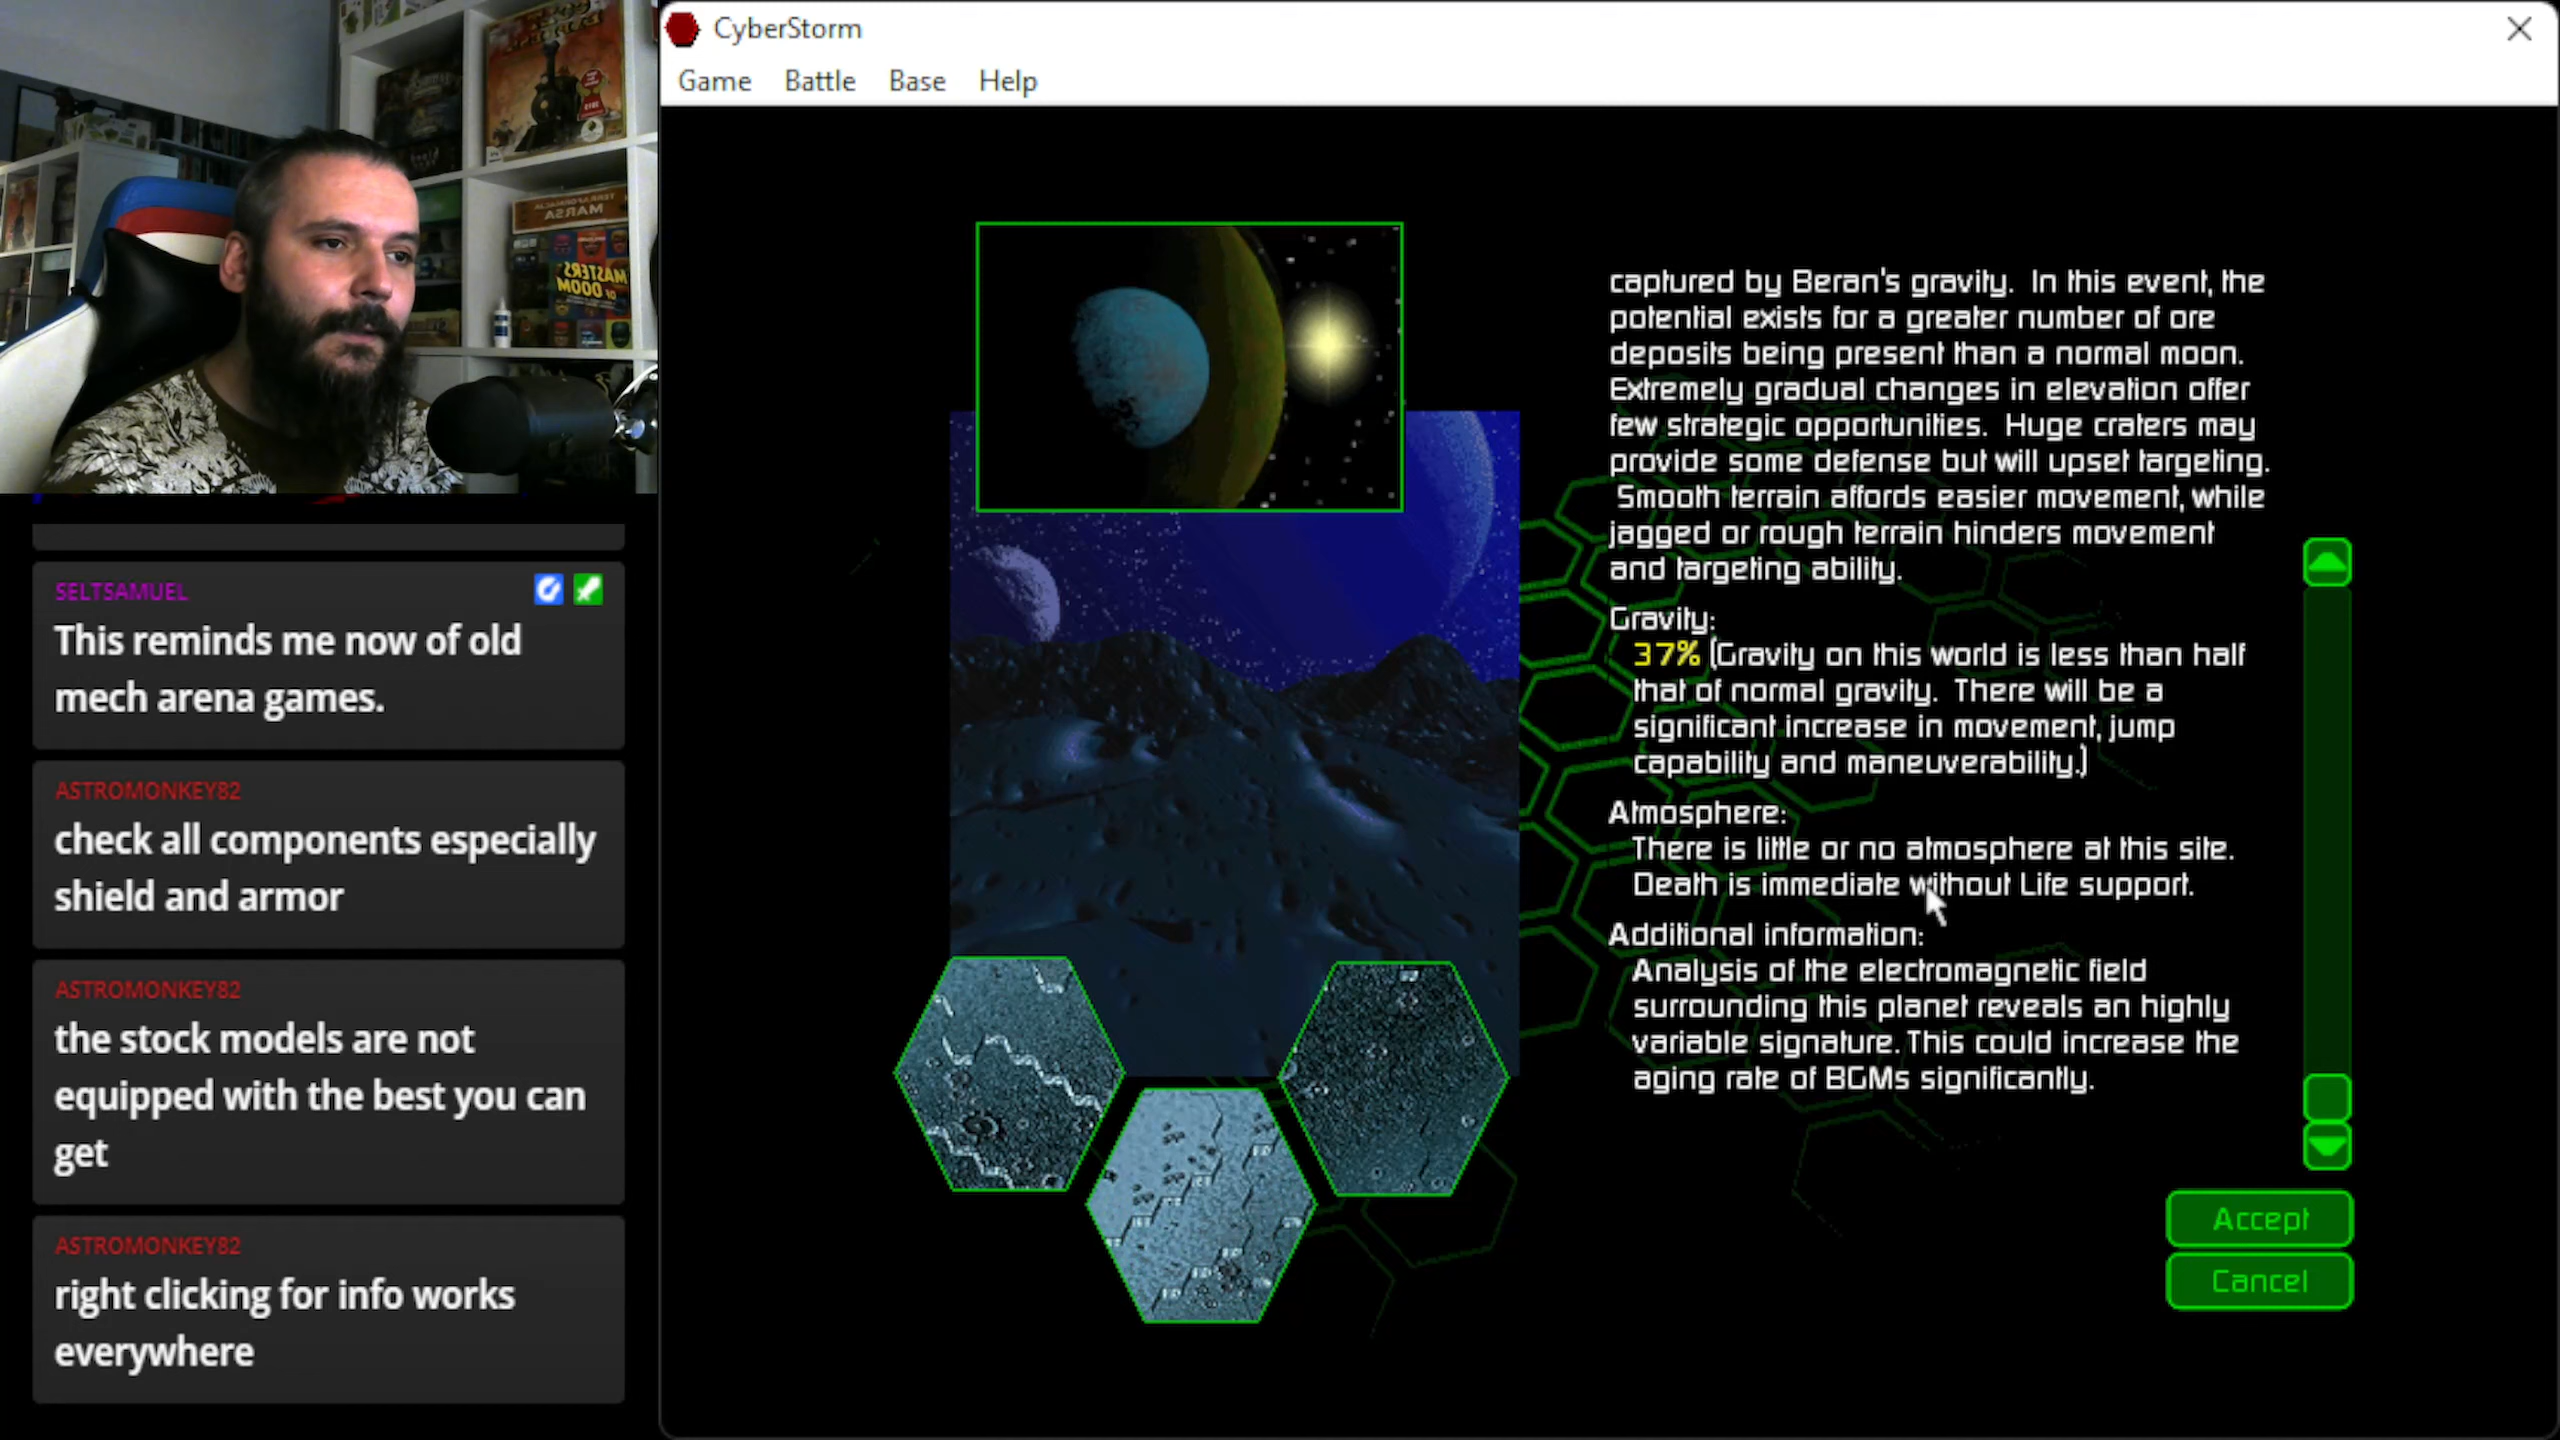 CyberStorm
Game Battle Base Help
TERRAFORMACJA
MARSA
MASTERS
OF DOOM
SELTSAMUEL
This reminds me now of old
mech arena games.
ASTROMONKEY82
check all components especially
shield and armor
ASTROMONKEY82
the stock models are not
equipped with the best you can
get
ASTROMONKEY82
right clicking for info works
everywhere
captured by Beran's gravity. In this event, the
potential exists for a greater number of ore
deposits being present than a normal moon.
Extremely gradual changes in elevation offer
few strategic opportunities. Huge craters may
provide some defense but will upset targeting.
Smooth terrain affords easier movement, while
jagged or rough terrain hinders movement
and targeting ability.
Gravity:
37% (Gravity on this world is less than half
that of normal gravity. There will be a
significant increase in movement, jump
capability and maneuverability.)
Atmosphere:
There is little or no atmosphere at this site.
Death is immediate without Life support.
Additional information:
Analysis of the electromagnetic field
surrounding this planet reveals an highly
variable signature. This could increase the
aging rate of BGMs significantly.
Accept
Cancel